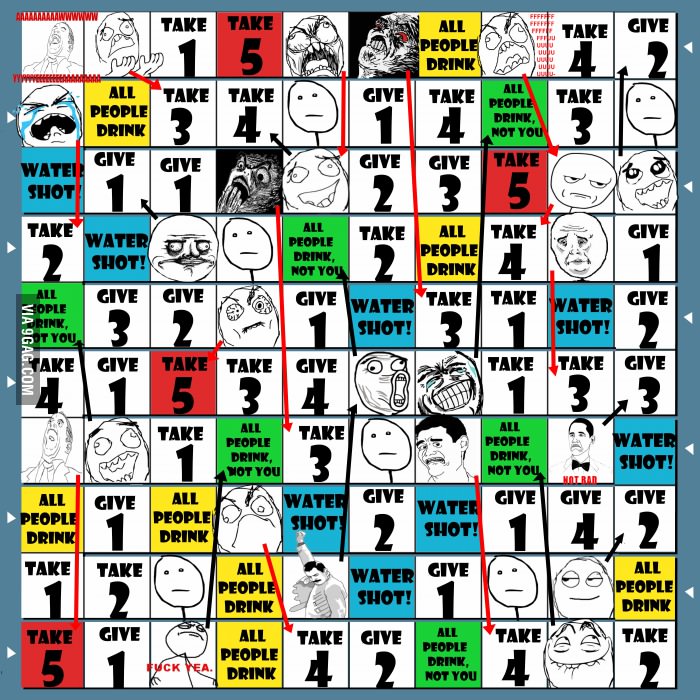 AAAAAAAAAWWWWWWW
YYYYYYEEEEEEEEAAAAAAAAA
TAKE
1
TAKE
5
ALL
PEOPLE
DRINK
FFFFFF
FFFFFF
FFFFFF
FFFUU
UUUU
UUUU
UUUU
UUU-
TAKE
4
GIVE
2
ALL
PEOPLE
DRINK
TAKE
3
TAKE
4
GIVE
1
TAKE
4
ALL
PEOPLE
DRINK,
NOT YOU
TAKE
3
WATER
SHOT!
GIVE
1
GIVE
1
GIVE
2
GIVE
3
TAKE
5
TAKE
2
WATER
SHOT!
ALL
PEOPLE
DRINK,
NOT YOU
TAKE
2
ALL
PEOPLE
DRINK
TAKE
4
GIVE
1
VIA 9GAG.COM
ALL
PEOPLE
DRINK,
NOT YOU
GIVE
3
GIVE
2
GIVE
1
WATER
SHOT!
TAKE
3
TAKE
1
WATER
SHOT!
GIVE
2
TAKE
4
GIVE
1
TAKE
5
TAKE
3
GIVE
4
TAKE
1
TAKE
3
GIVE
3
TAKE
1
ALL
PEOPLE
DRINK,
NOT YOU
TAKE
3
ALL
PEOPLE
DRINK,
NOT YOU
NOT BAD
WATER
SHOT!
ALL
PEOPLE
DRINK
GIVE
1
ALL
PEOPLE
DRINK
WATER
SHOT!
GIVE
2
WATER
SHOT!
GIVE
1
GIVE
4
GIVE
2
TAKE
1
TAKE
2
ALL
PEOPLE
DRINK
WATER
SHOT!
GIVE
1
ALL
PEOPLE
DRINK
TAKE
5
GIVE
1
FUCK YEA.
ALL
PEOPLE
DRINK
TAKE
4
GIVE
2
ALL
PEOPLE
DRINK,
NOT YOU
TAKE
4
TAKE
2